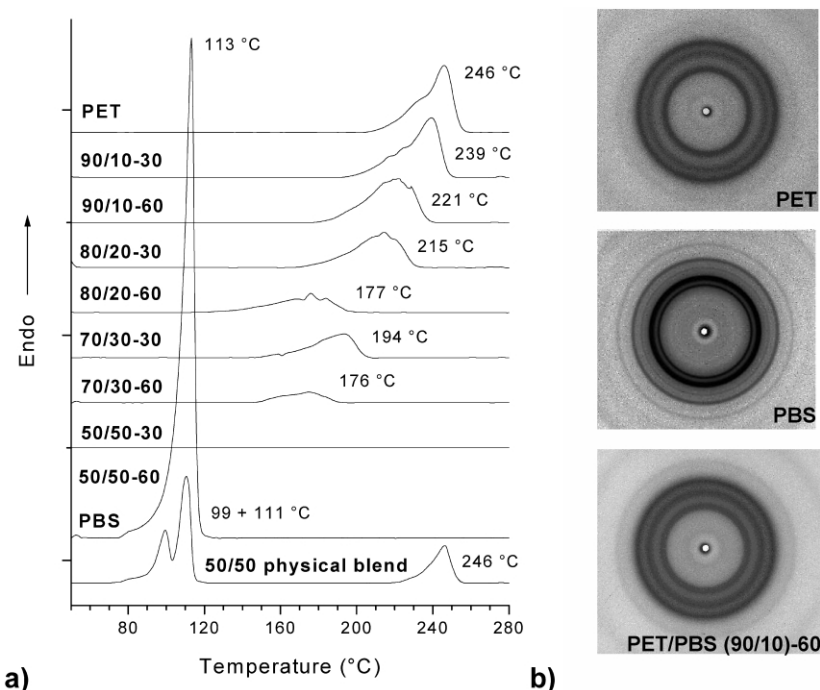 113 °C
246 °C
PET
239 °C
90/10-30
221 °C
90/10-60
215 °C
80/20-30
177 °C
80/20-60
194 °C
70/30-30
176 °C
70/30-60
50/50-30
50/50-60
PBS
99 + 111 °C
50/50 physical blend
246 °C
Endo
80 120 160 200 240 280
Temperature (°C)
a)
b)
PET
PBS
PET/PBS (90/10)-60